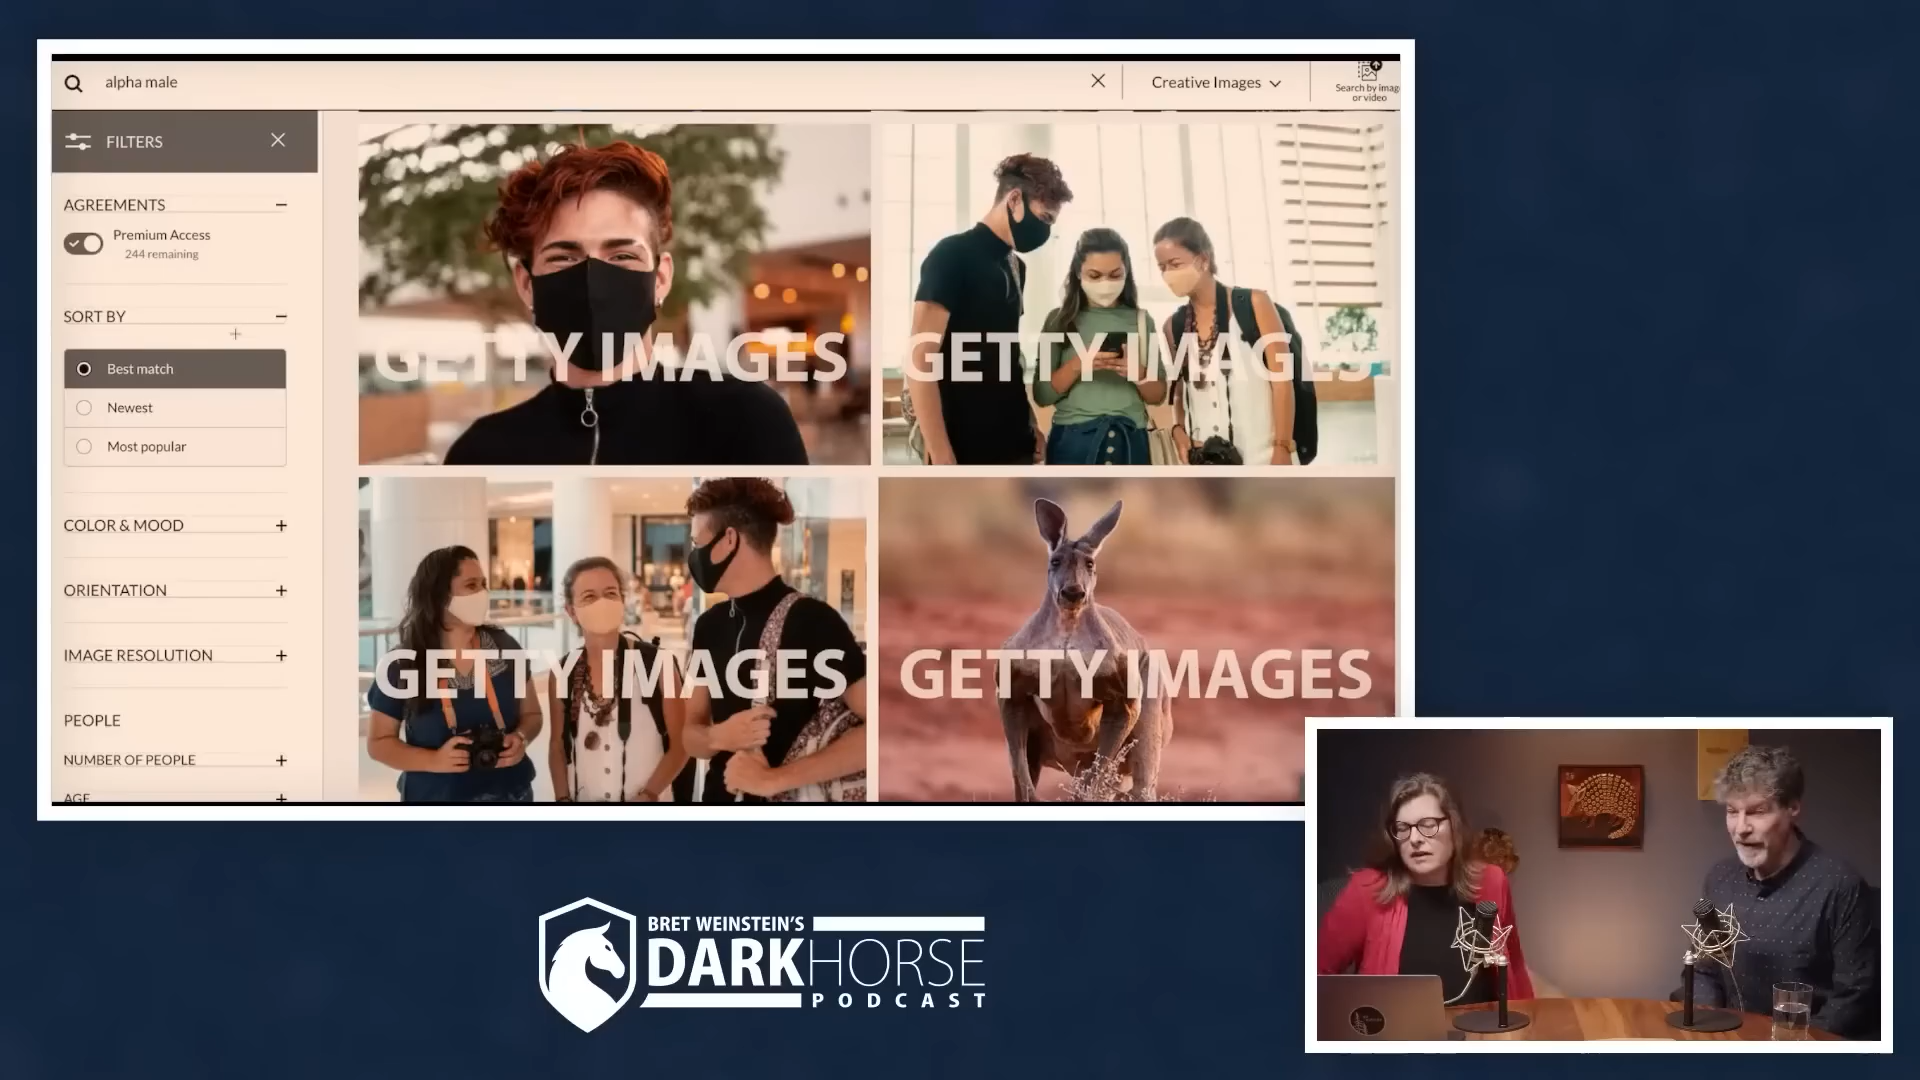 alpha male
Creative Images
Search by imag
or video
FILTERS
AGREEMENTS
Premium Access
244 remaining
SORT BY
Best match
Newest
Most popular
COLOR & MOOD
ORIENTATION
IMAGE RESOLUTION
PEOPLE
NUMBER OF PEOPLE
AGE
GETTY IMAGES
GETTY IMAGES
GETTY IMAGES
GETTY IMAGES
BRET WEINSTEIN'S
DARKHORSE
PODCAST